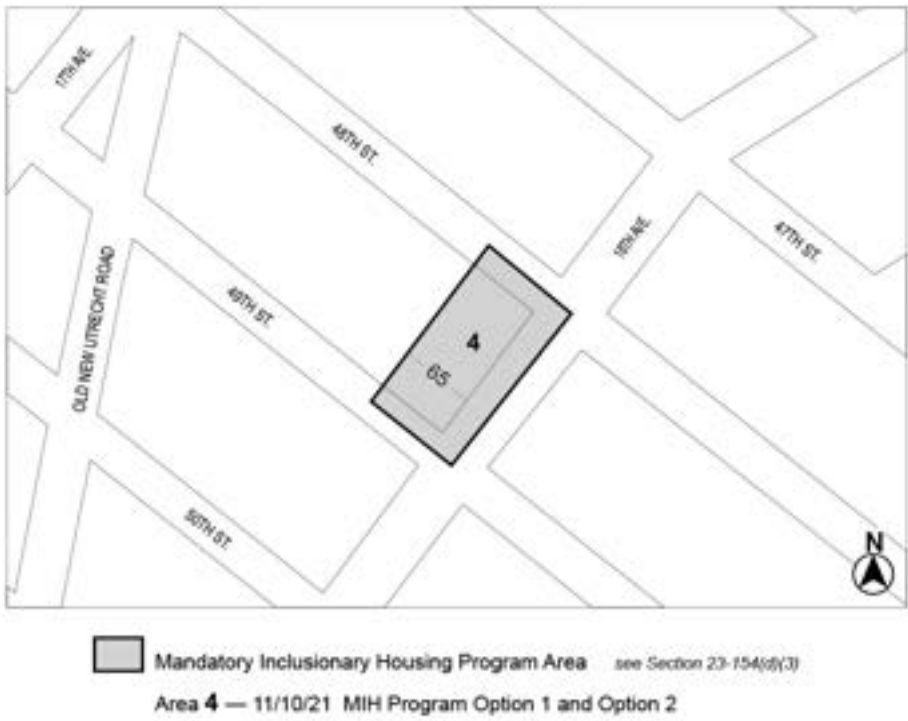 17TH AVE.
48TH ST.
18TH AVE.
47TH ST.
OLD NEW UTRECHT ROAD
49TH ST.
4
65
50TH ST.
N
Mandatory Inclusionary Housing Program Area see Section 23-154(d)(3)
Area 4 — 11/10/21 MIH Program Option 1 and Option 2